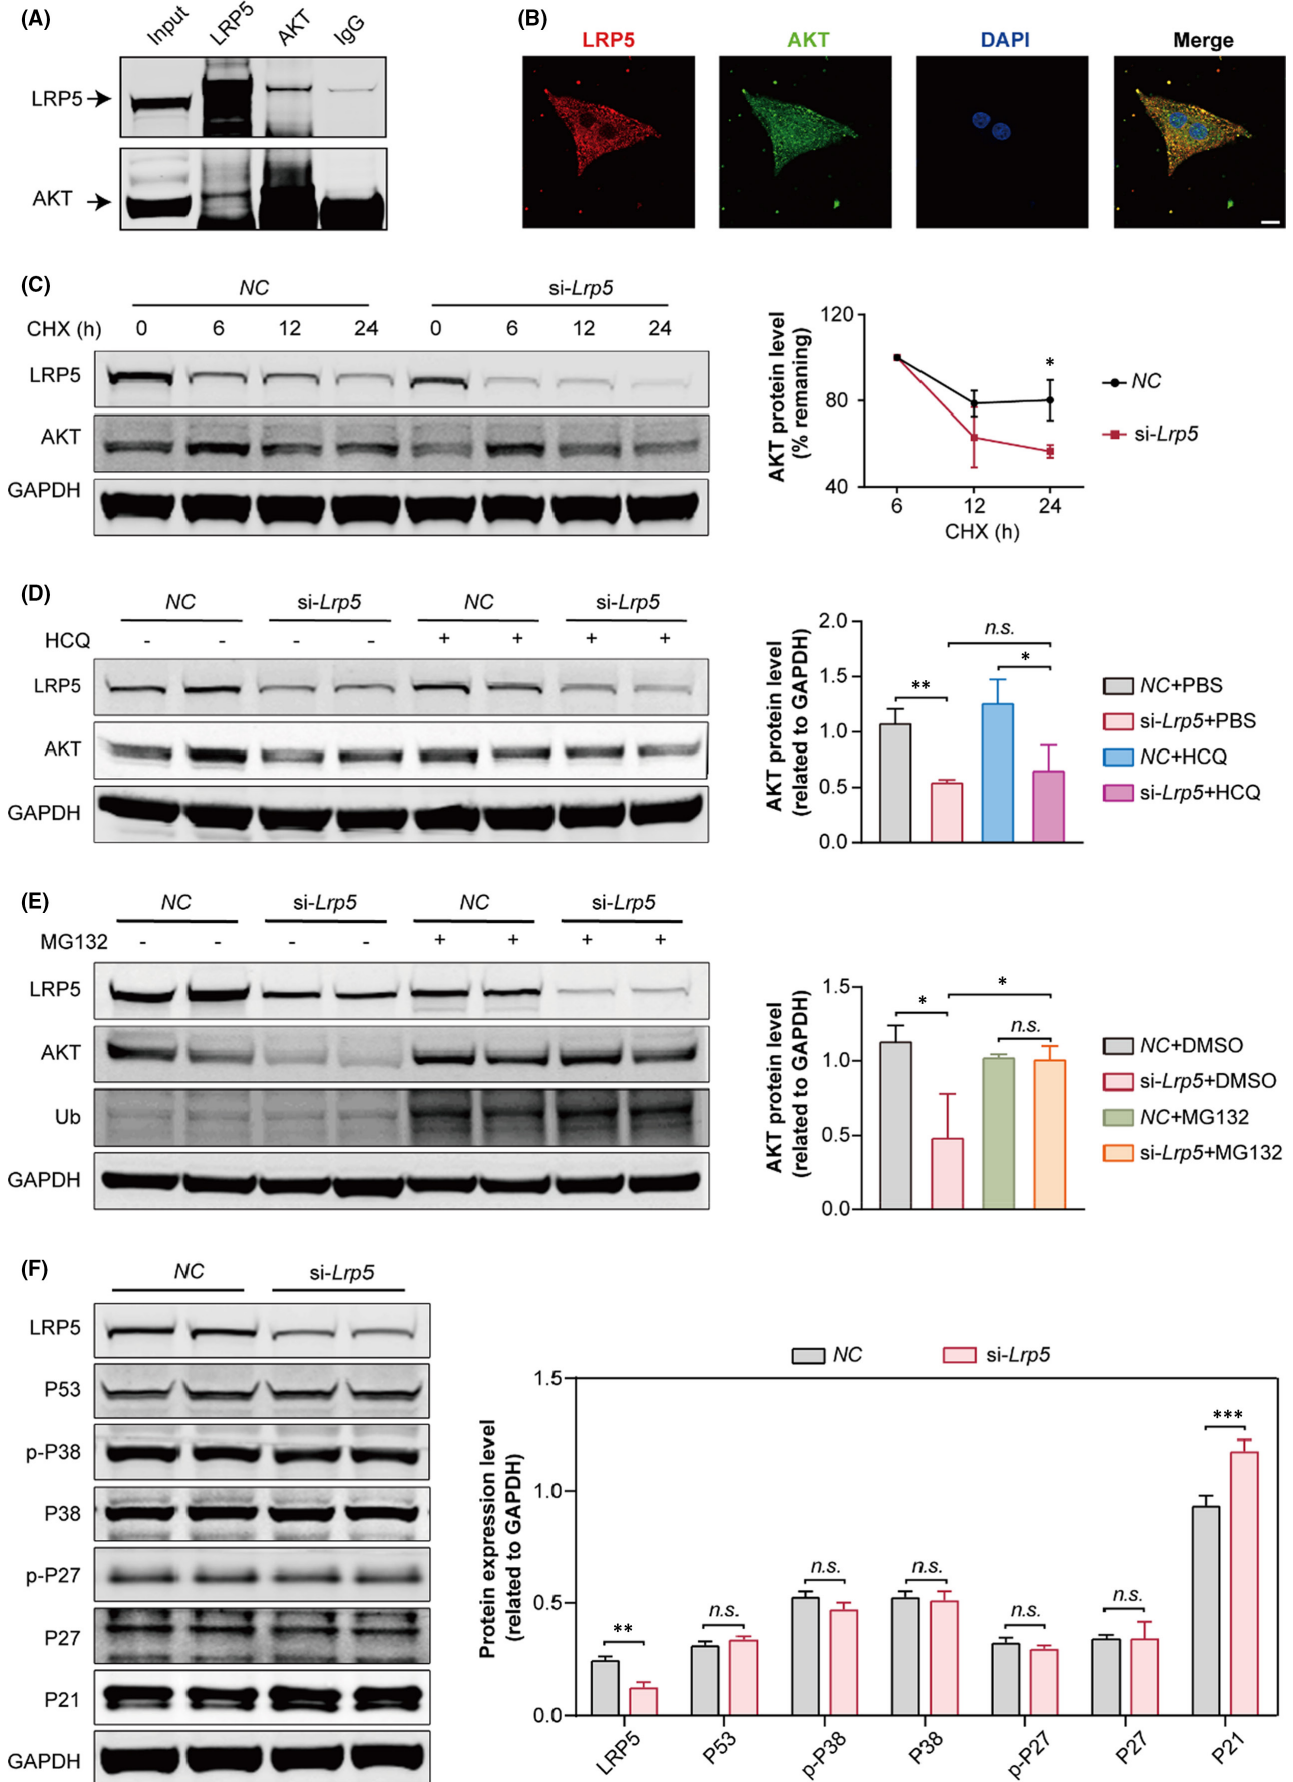 (A)
Input LRP5 AKT IgG
LRP5
AKT
(B)
LRP5 AKT DAPI Merge
(C)
NC si-Lrp5
CHX (h) 0 6 12 24 0 6 12 24
LRP5
AKT
GAPDH
AKT protein level
(% remaining)
120
80
40
*
6 12 24
CHX (h)
NC
si-Lrp5
(D)
NC si-Lrp5 NC si-Lrp5
HCQ - - - - + + + +
LRP5
AKT
GAPDH
AKT protein level
(related to GAPDH)
2.0
1.5
1.0
0.5
0.0
n.s.
*
**
NC+PBS
si-Lrp5+PBS
NC+HCQ
si-Lrp5+HCQ
(E)
NC si-Lrp5 NC si-Lrp5
MG132 - - - - + + + +
LRP5
AKT
Ub
GAPDH
AKT protein level
(related to GAPDH)
1.5
1.0
0.5
0.0
*
*
n.s.
NC+DMSO
si-Lrp5+DMSO
NC+MG132
si-Lrp5+MG132
(F)
NC si-Lrp5
LRP5
P53
p-P38
P38
p-P27
P27
P21
GAPDH
NC si-Lrp5
Protein expression level
(related to GAPDH)
1.5
1.0
0.5
0.0
** n.s. n.s. n.s. n.s. n.s. ***
LRP5 P53 p-P38 P38 p-P27 P27 P21